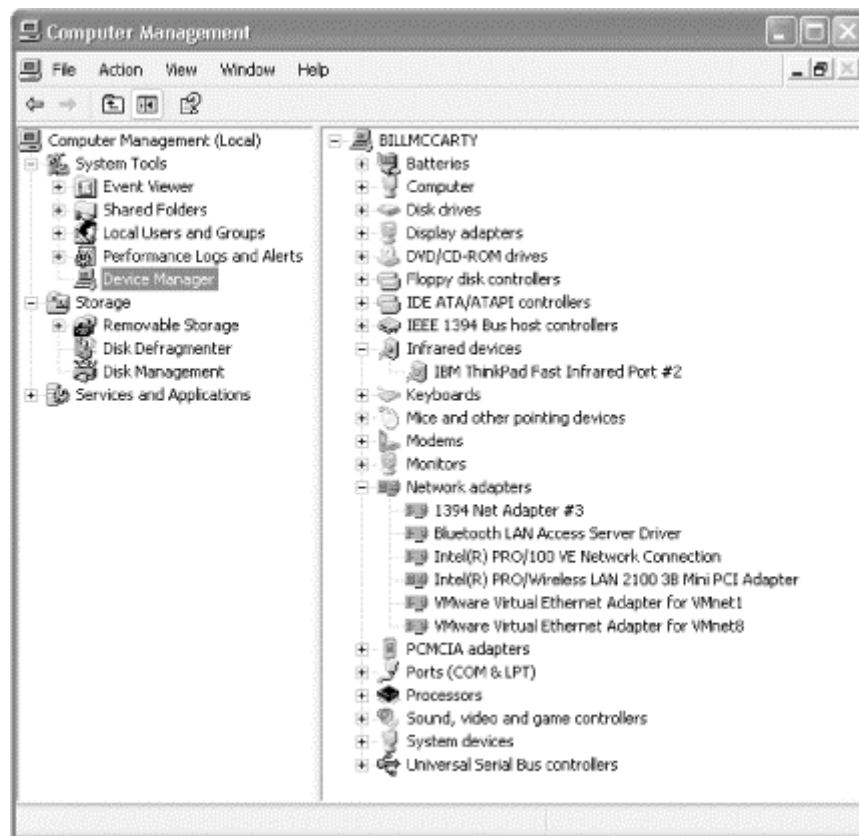 Computer Management
File Action View Window Help
Computer Management (Local)
System Tools
Event Viewer
Shared Folders
Local Users and Groups
Performance Logs and Alerts
Device Manager
Storage
Removable Storage
Disk Defragmenter
Disk Management
Services and Applications
BILLMCCARTY
Batteries
Computer
Disk drives
Display adapters
DVD/CD-ROM drives
Floppy disk controllers
IDE ATA/ATAPI controllers
IEEE 1394 Bus host controllers
Infrared devices
IBM ThinkPad Fast Infrared Port #2
Keyboards
Mice and other pointing devices
Modems
Monitors
Network adapters
1394 Net Adapter #3
Bluetooth LAN Access Server Driver
Intel(R) PRO/100 VE Network Connection
Intel(R) PRO/Wireless LAN 2100 3B Mini PCI Adapter
VMware Virtual Ethernet Adapter for VMnet1
VMware Virtual Ethernet Adapter for VMnet8
PCMCIA adapters
Ports (COM & LPT)
Processors
Sound, video and game controllers
System devices
Universal Serial Bus controllers